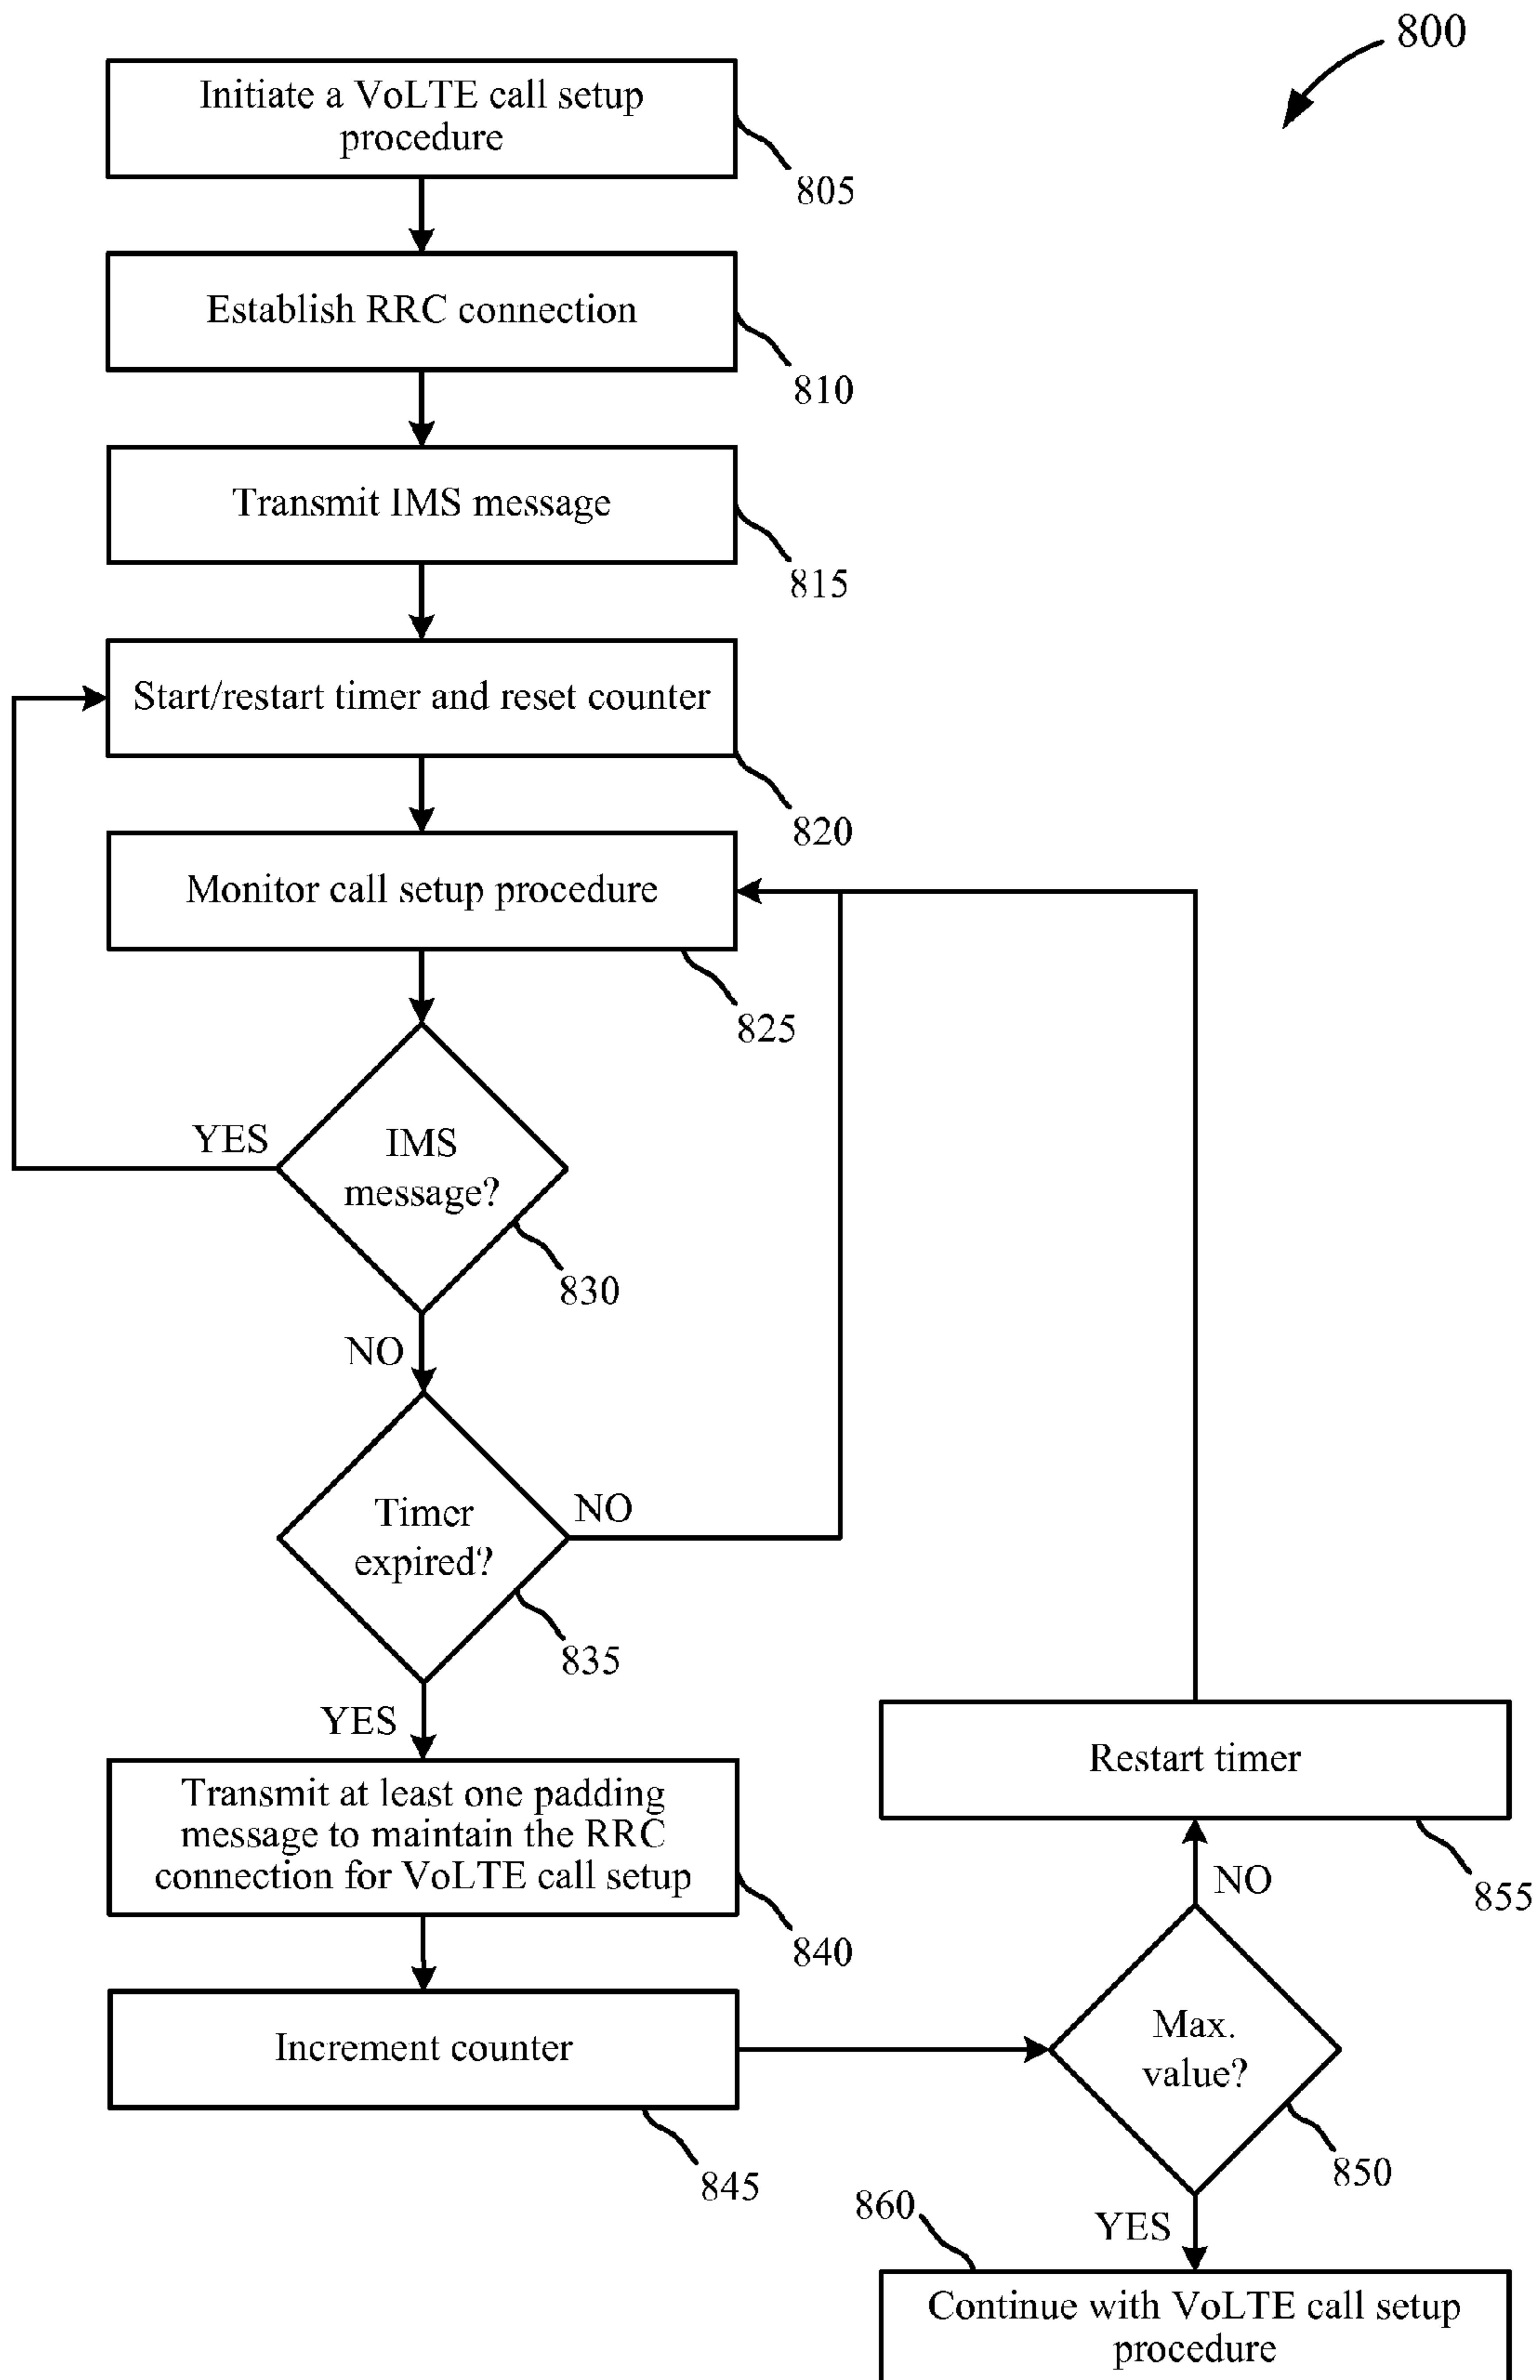 800
Initiate a VoLTE call setup
procedure
805
Establish RRC connection
810
Transmit IMS message
815
Start/restart timer and reset counter
820
Monitor call setup procedure
825
YES
IMS
message?
830
NO
Timer
expired?
NO
835
YES
Transmit at least one padding
message to maintain the RRC
connection for VoLTE call setup
840
Increment counter
845
Restart timer
855
NO
Max.
value?
850
YES
860
Continue with VoLTE call setup
procedure